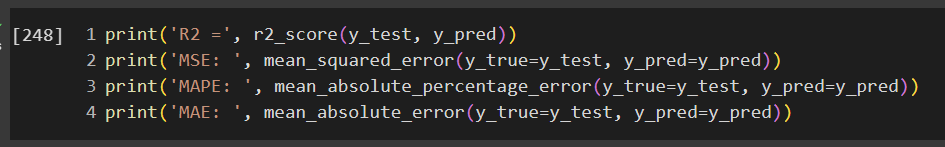 [248] 1 print('R2 =', r2_score(y_test, y_pred))
2 print('MSE: ', mean_squared_error(y_true=y_test, y_pred=y_pred))
3 print('MAPE: ', mean_absolute_percentage_error(y_true=y_test, y_pred=y_pred))
4 print('MAE: ', mean_absolute_error(y_true=y_test, y_pred=y_pred))